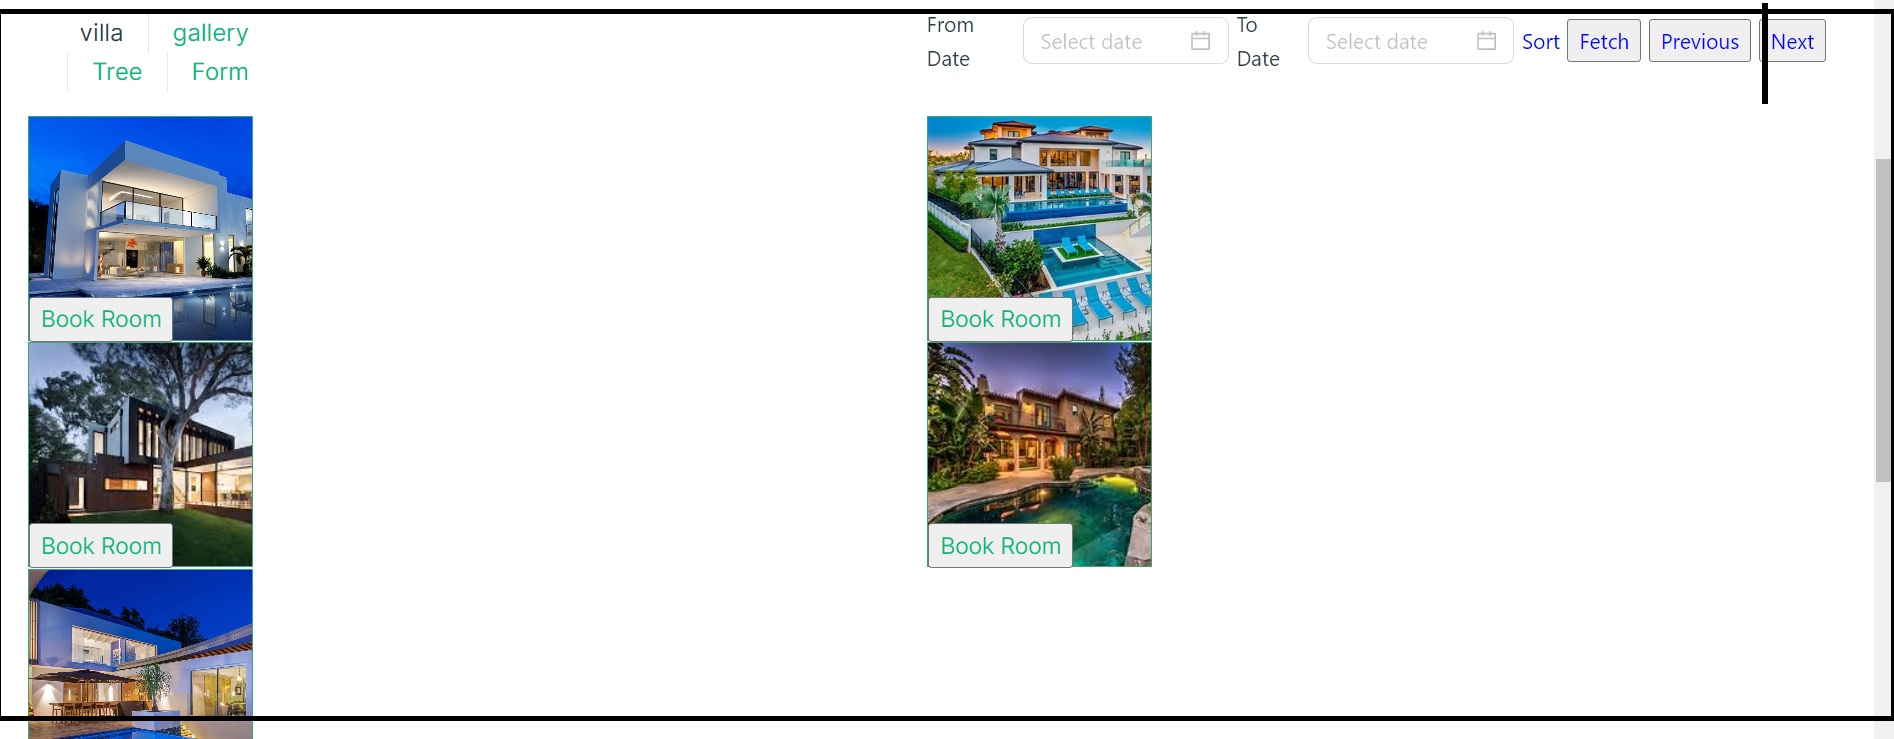 villa gallery
Tree Form
From Date Select date To Date Select date Sort Fetch Previous Next
Book Room Book Room
Book Room Book Room